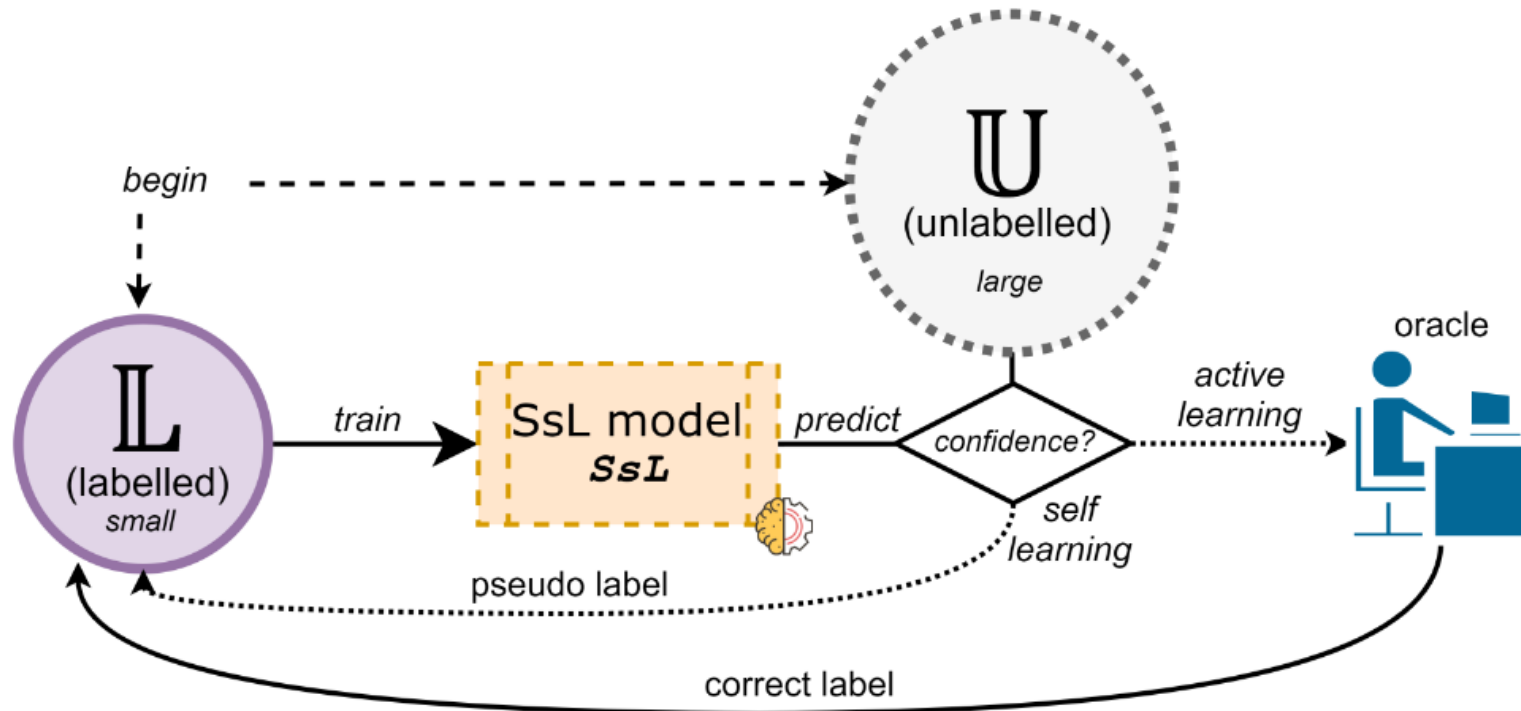 begin
𝕌
(unlabelled)
large
oracle
𝕃
(labelled)
small
train
SsL model
SsL
predict
confidence?
active
learning
self
learning
pseudo label
correct label